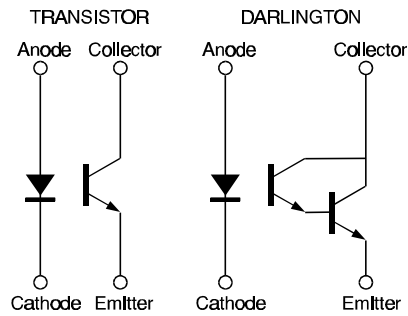 TRANSISTOR DARLINGTON
Anode Collector Anode Collector
Cathode Emitter Cathode Emitter